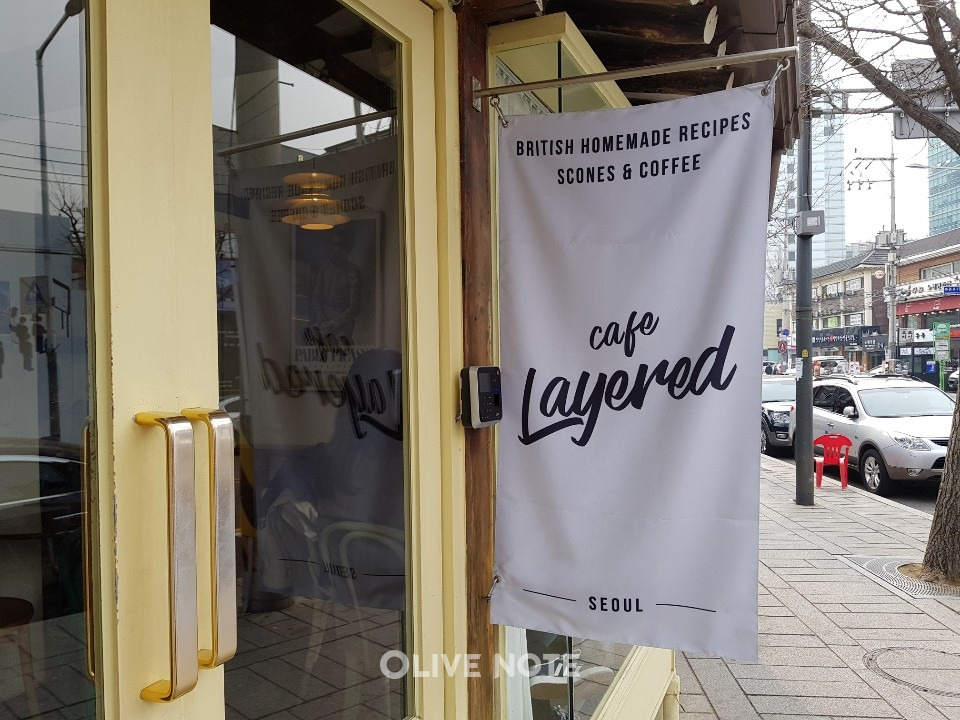 BRITISH HOMEMADE RECIPES
SCONES & COFFEE
cafe
Layered
SEOUL
OLIVE NOTE